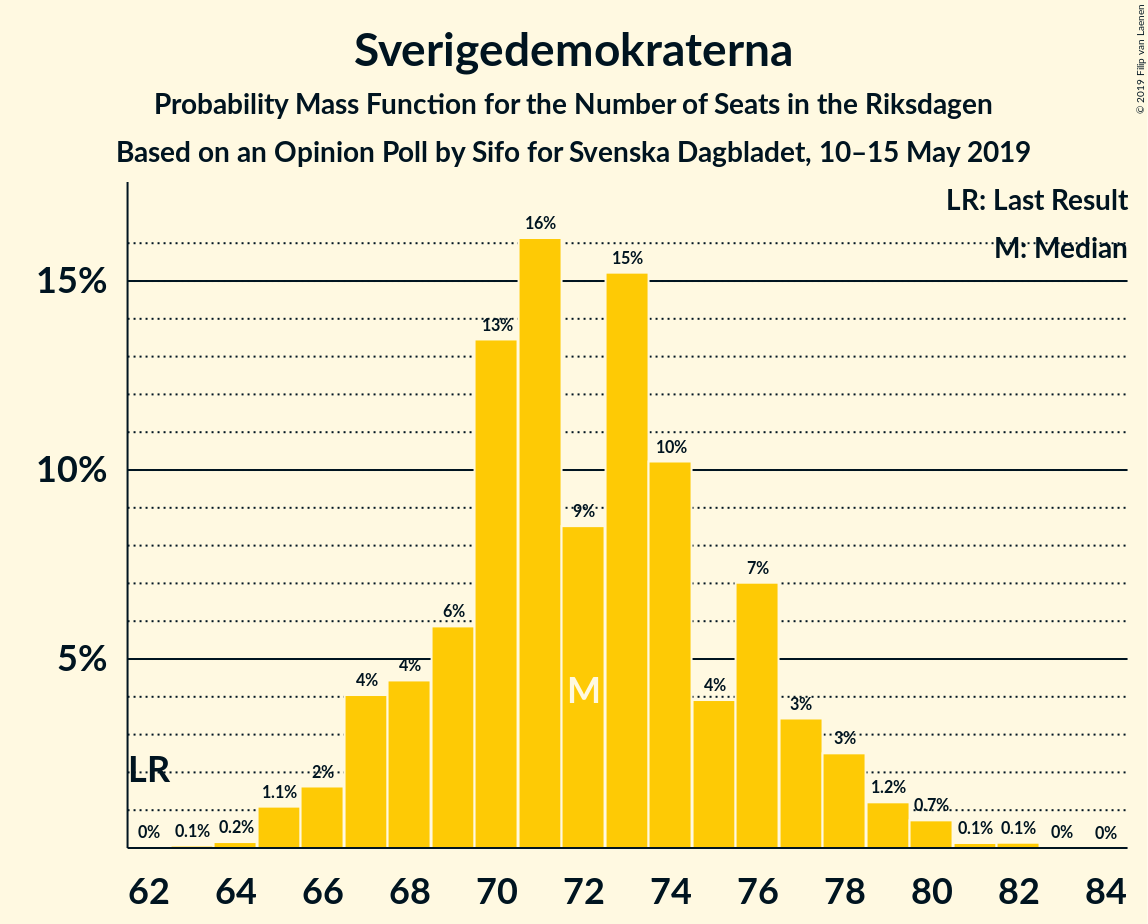 Sverigedemokraterna
Probability Mass Function for the Number of Seats in the Riksdagen
Based on an Opinion Poll by Sifo for Svenska Dagbladet, 10–15 May 2019
© 2019 Filip van Laenen
LR: Last Result
M: Median
15%
10%
5%
0%
0.1%
0.2%
1.1%
2%
4%
4%
6%
13%
16%
9%
15%
10%
4%
7%
3%
3%
1.2%
0.7%
0.1%
0.1%
0%
0%
LR
M
62 64 66 68 70 72 74 76 78 80 82 84